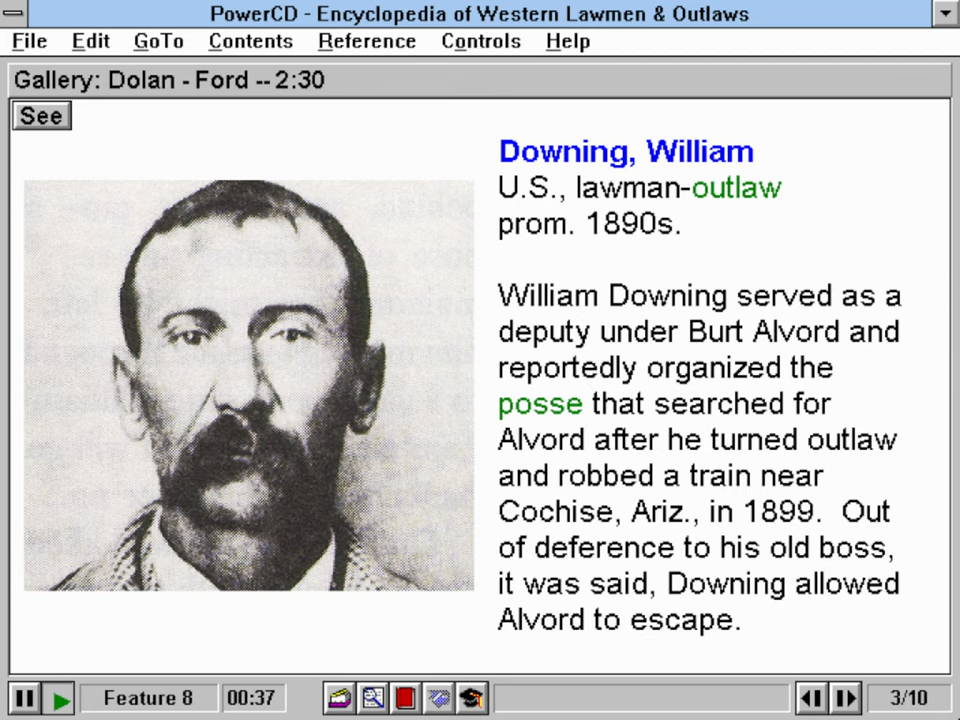 PowerCD - Encyclopedia of Western Lawmen & Outlaws
File Edit GoTo Contents Reference Controls Help
Gallery: Dolan - Ford -- 2:30
See
Downing, William
U.S., lawman-outlaw
prom. 1890s.
William Downing served as a
deputy under Burt Alvord and
reportedly organized the
posse that searched for
Alvord after he turned outlaw
and robbed a train near
Cochise, Ariz., in 1899.  Out
of deference to his old boss,
it was said, Downing allowed
Alvord to escape.
Feature 8 00:37 3/10